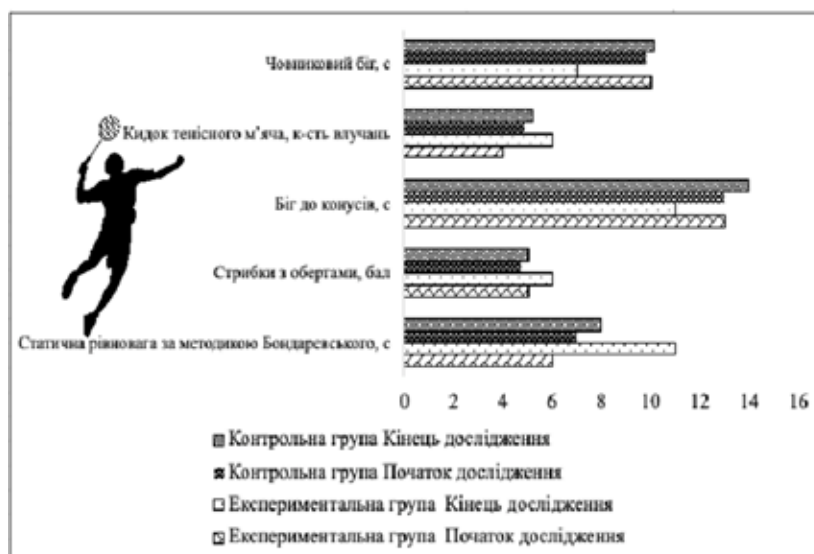 Човниковий біг, с
Кидок тенісного м’яча, к-сть влучань
Біг до конусів, с
Стрибки з обертами, бал
Статична рівновага за методикою Бондаревського, с
0 2 4 6 8 10 12 14 16
Контрольна група Кінець дослідження
Контрольна група Початок дослідження
Експериментальна група Кінець дослідження
Експериментальна група Початок дослідження